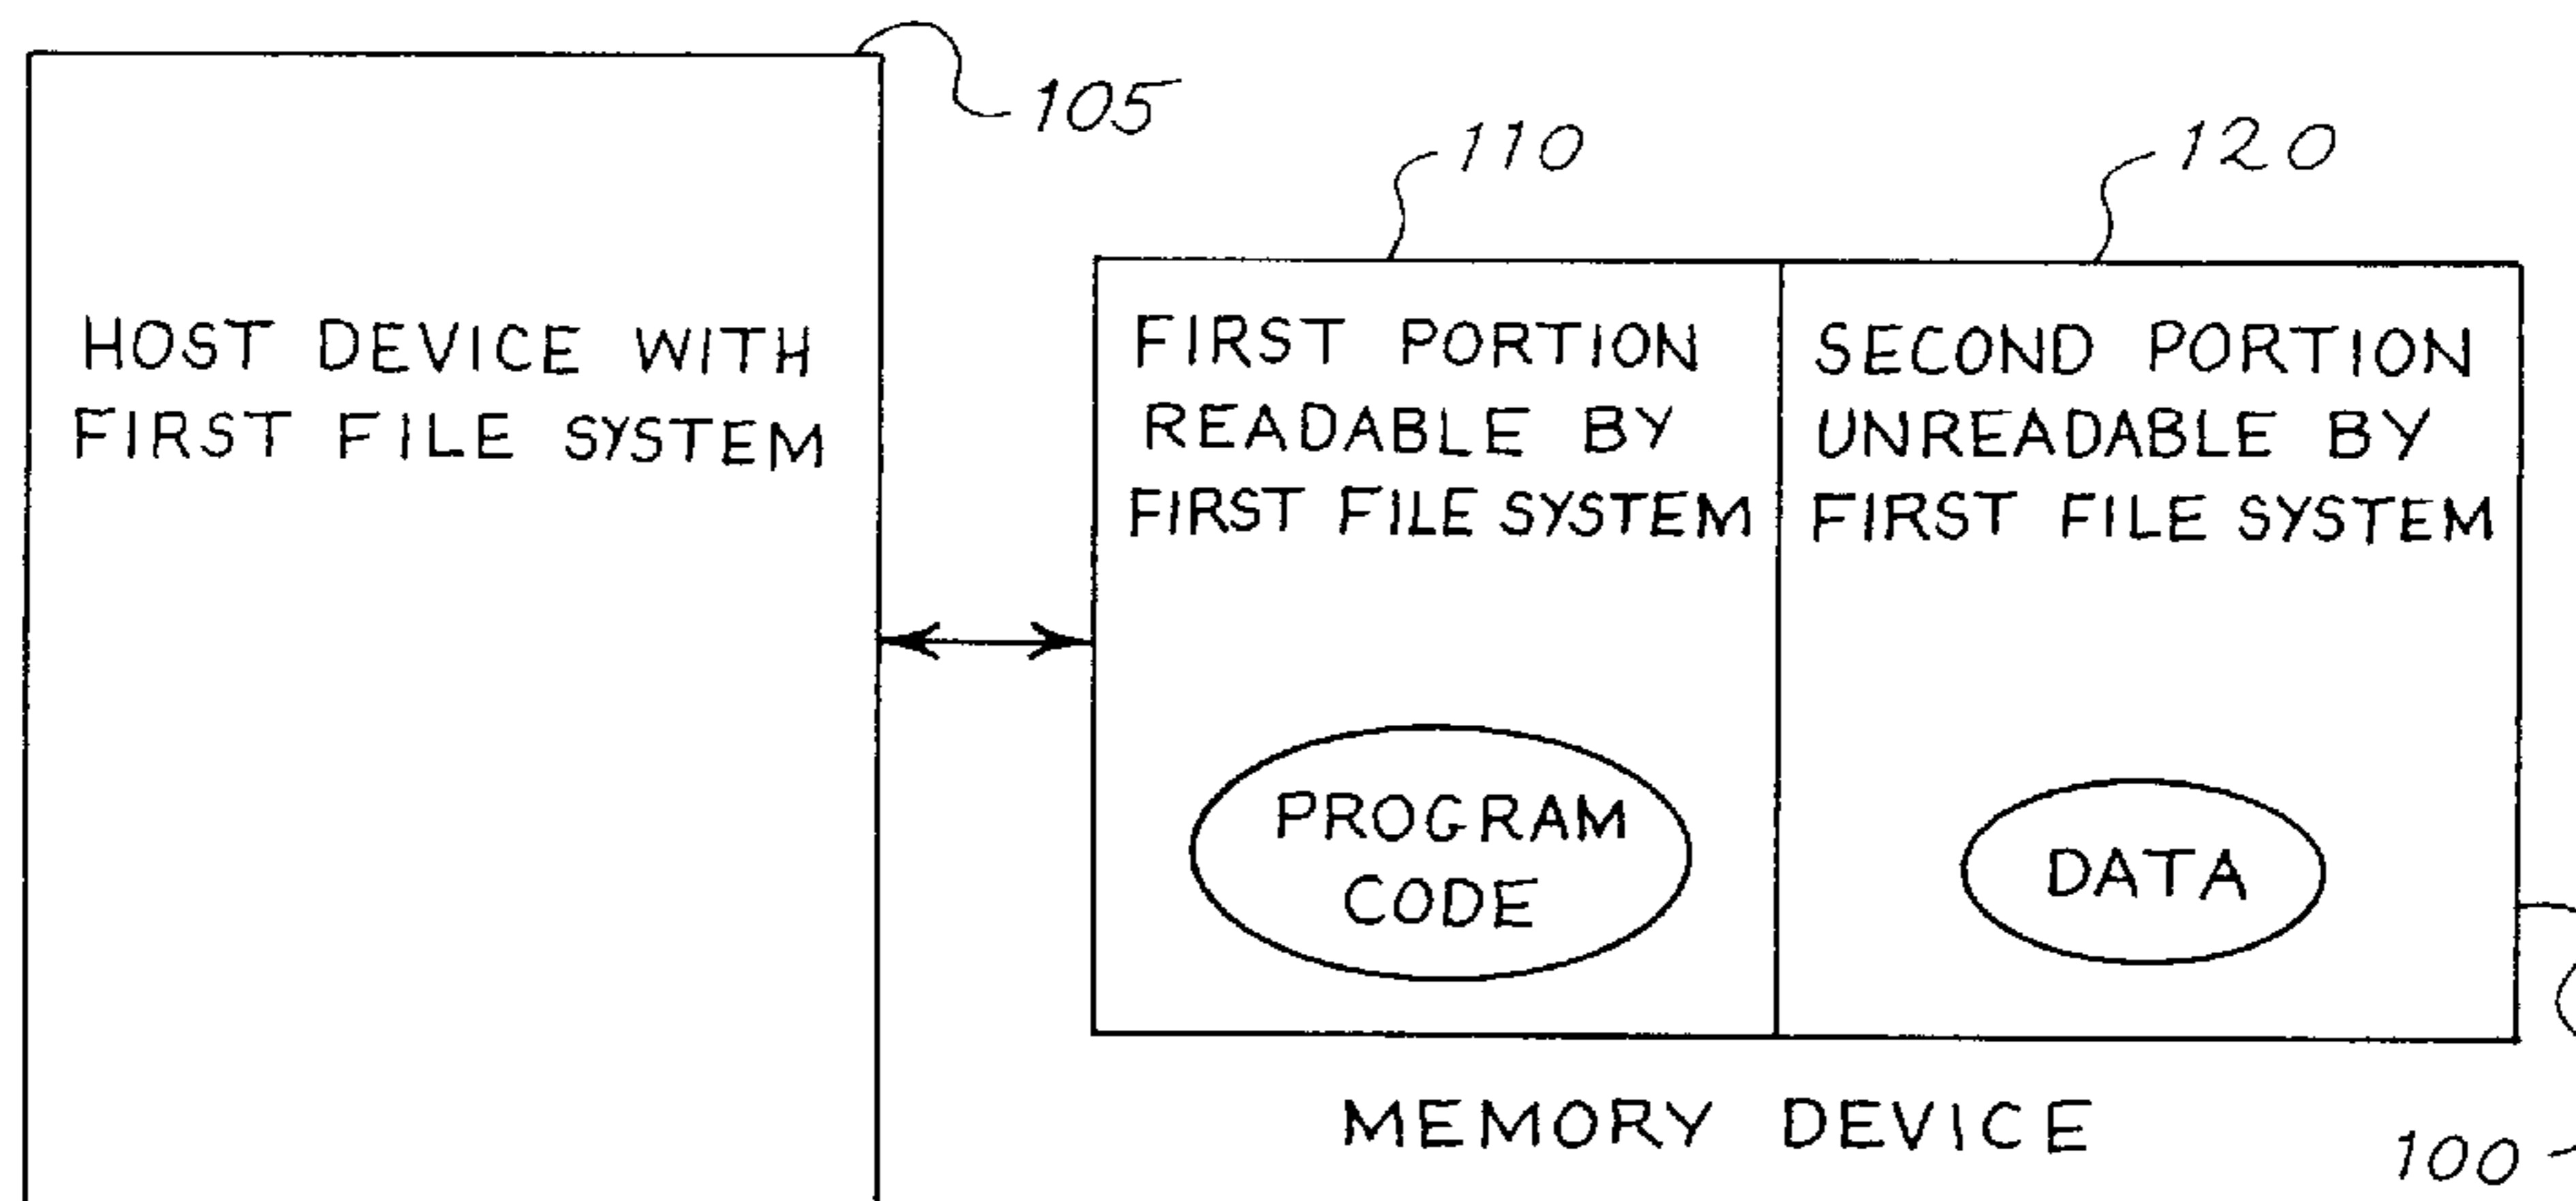 105
110
120
HOST DEVICE WITH
FIRST FILE SYSTEM
FIRST PORTION
READABLE BY
FIRST FILE SYSTEM
SECOND PORTION
UNREADABLE BY
FIRST FILE SYSTEM
PROGRAM
CODE
DATA
MEMORY DEVICE
100